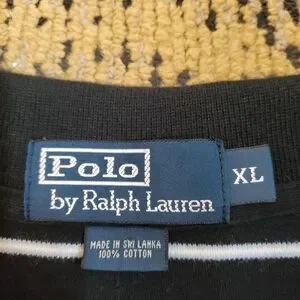 Polo
by Ralph Lauren
XL
MADE IN SRI LANKA
100% COTTON